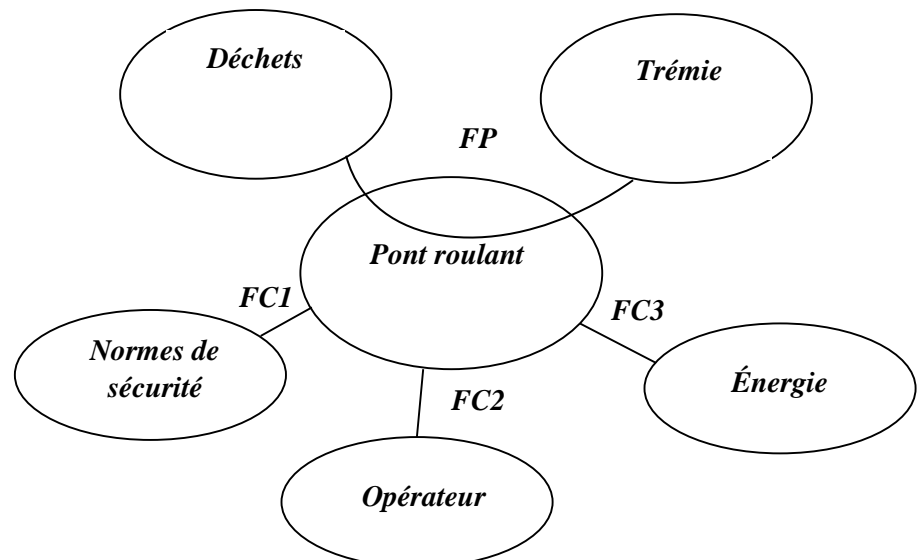 Déchets
Trémie
FP
Pont roulant
FC1
FC3
Normes de
sécurité
Énergie
FC2
Opérateur